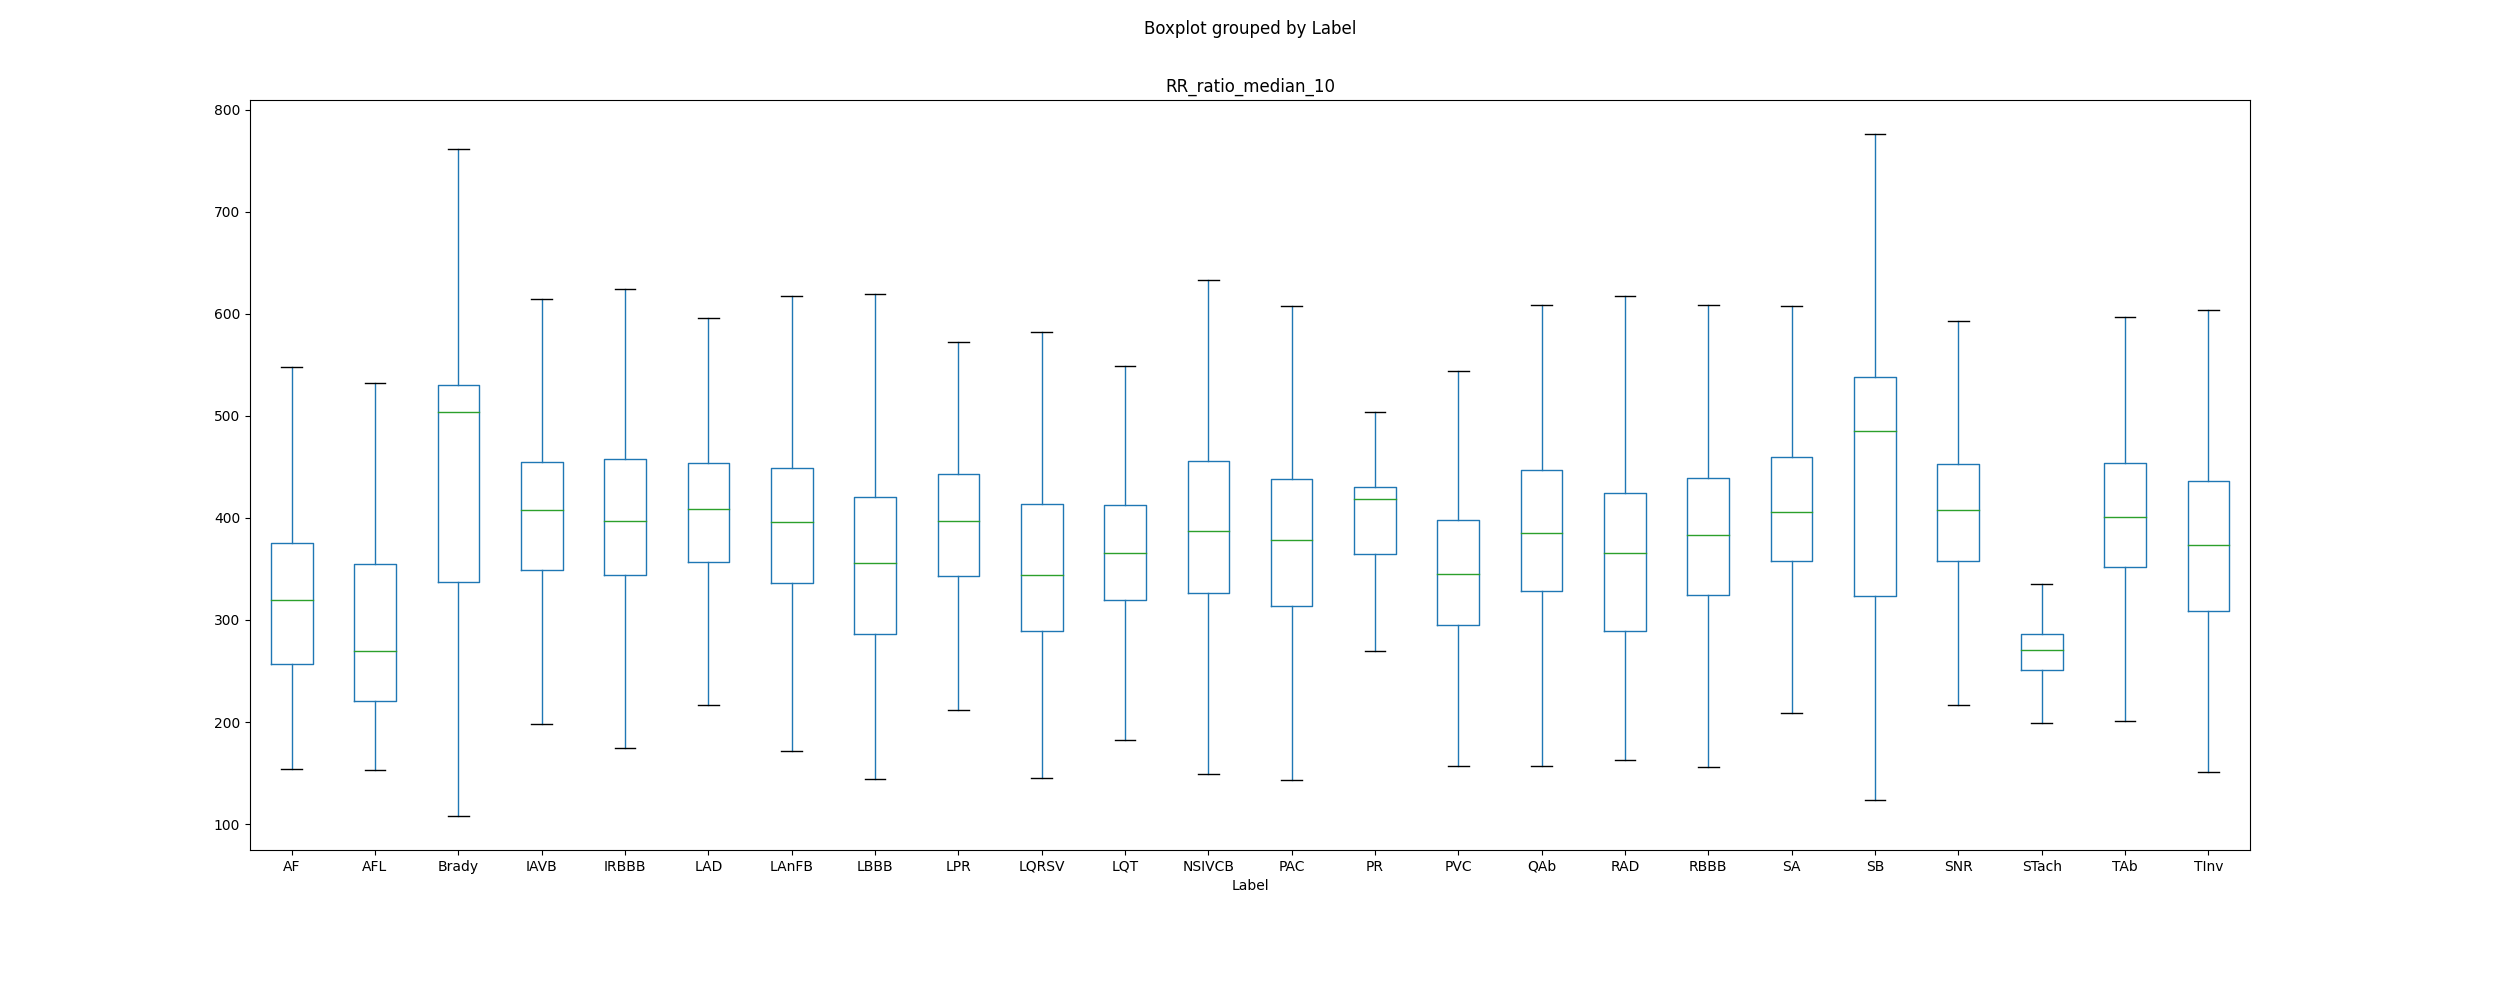 Boxplot grouped by Label
RR_ratio_median_10
800
700
600
500
400
300
200
100
AF AFL Brady IAVB IRBBB LAD LAnFB LBBB LPR LQRSV LQT NSIVCB PAC PR PVC QAb RAD RBBB SA SB SNR STach TAb TInv
Label